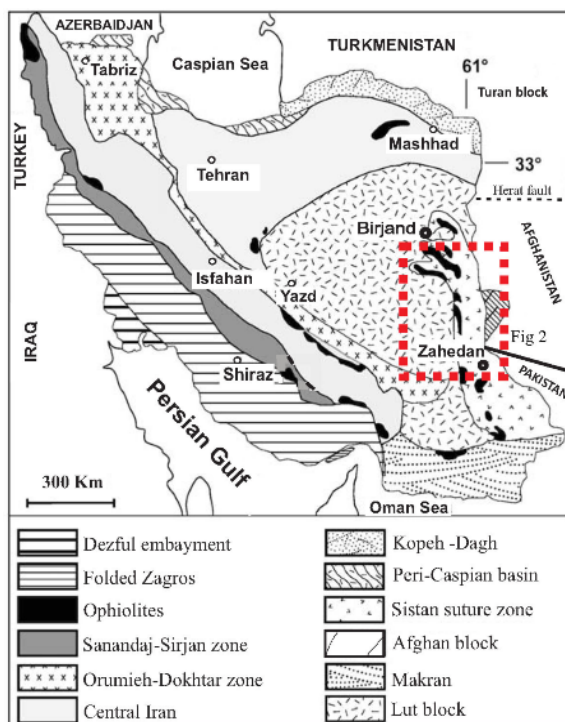 AZERBAIDJAN
TURKMENISTAN
Caspian Sea
61°
Tabriz
Turan block
Mashhad
TURKEY
33°
Tehran
Herat fault
Birjand
AFGHANISTAN
Isfahan
Yazd
Fig 2
IRAQ
Zahedan
Shiraz
PAKISTAN
Persian Gulf
300 Km
Oman Sea
Dezful embayment
Folded Zagros
Ophiolites
Sanandaj-Sirjan zone
Orumieh-Dokhtar zone
Central Iran
Kopeh -Dagh
Peri-Caspian basin
Sistan suture zone
Afghan block
Makran
Lut block